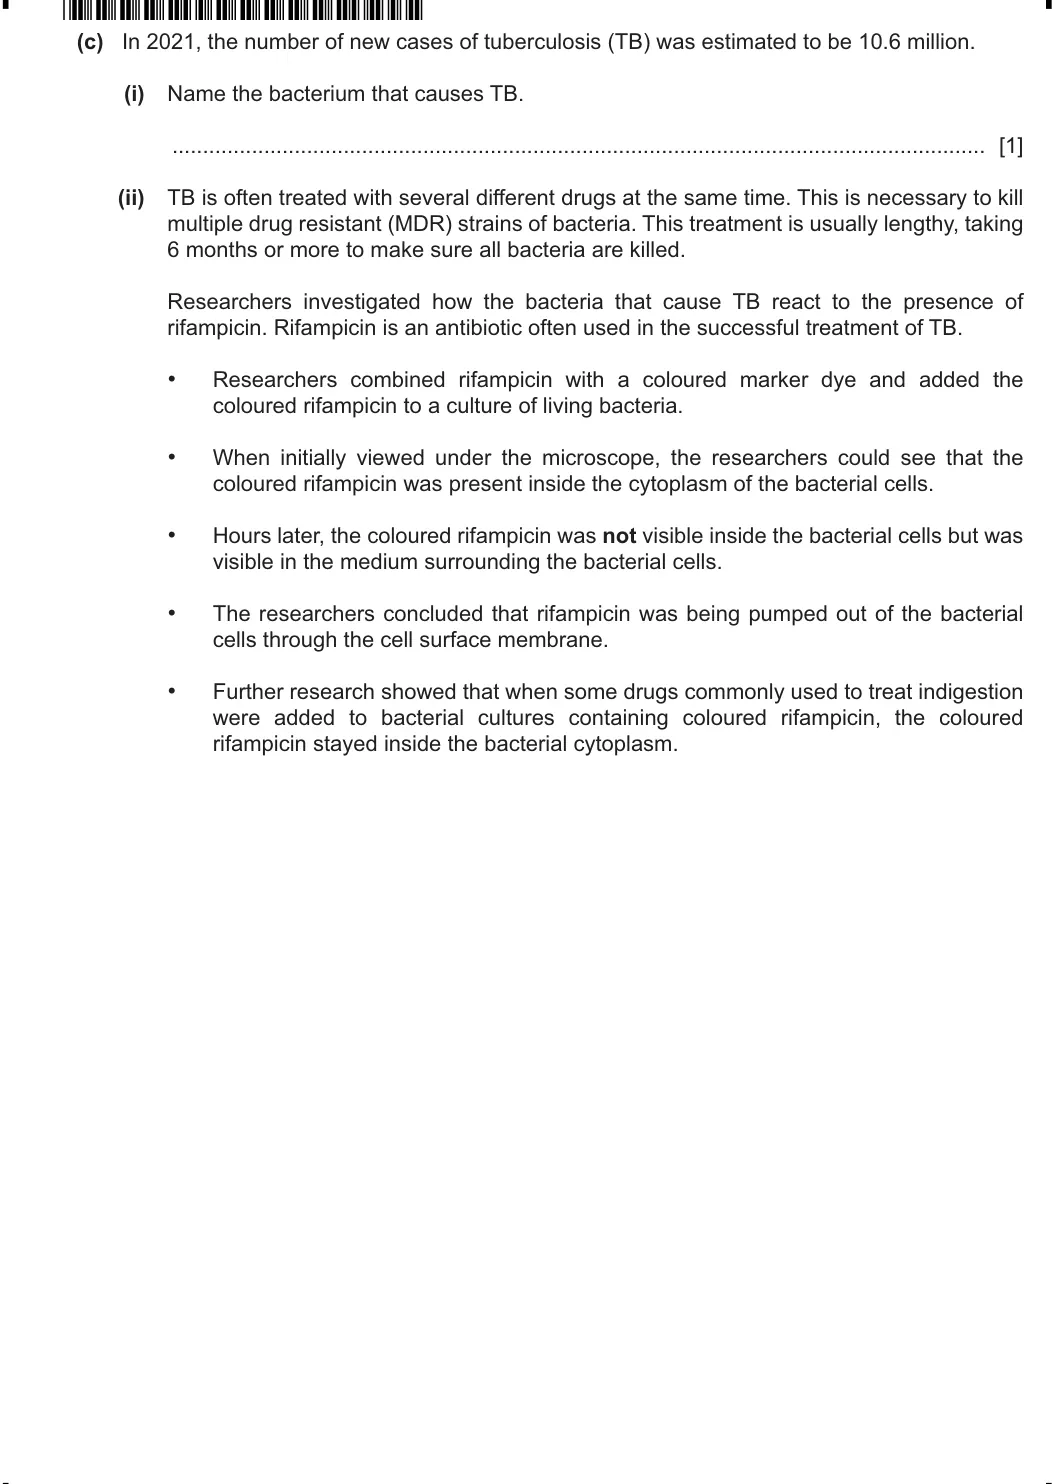 (c) In 2021, the number of new cases of tuberculosis (TB) was estimated to be 10.6 million.
(i) Name the bacterium that causes TB.
..................................................................................................................................... [1]
(ii) TB is often treated with several different drugs at the same time. This is necessary to kill
multiple drug resistant (MDR) strains of bacteria. This treatment is usually lengthy, taking
6 months or more to make sure all bacteria are killed.
Researchers investigated how the bacteria that cause TB react to the presence of
rifampicin. Rifampicin is an antibiotic often used in the successful treatment of TB.
• Researchers combined rifampicin with a coloured marker dye and added the
coloured rifampicin to a culture of living bacteria.
• When initially viewed under the microscope, the researchers could see that the
coloured rifampicin was present inside the cytoplasm of the bacterial cells.
• Hours later, the coloured rifampicin was not visible inside the bacterial cells but was
visible in the medium surrounding the bacterial cells.
• The researchers concluded that rifampicin was being pumped out of the bacterial
cells through the cell surface membrane.
• Further research showed that when some drugs commonly used to treat indigestion
were added to bacterial cultures containing coloured rifampicin, the coloured
rifampicin stayed inside the bacterial cytoplasm.